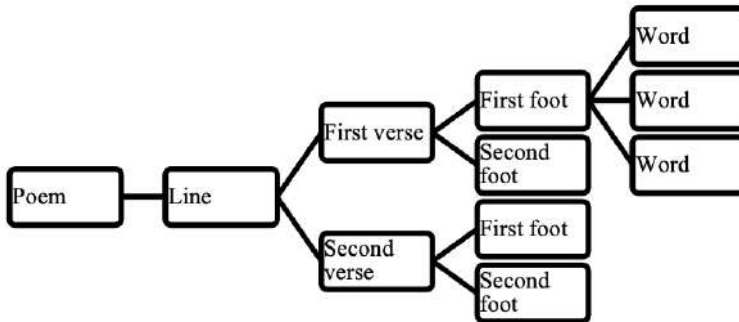 Poem
Line
First verse
Second
verse
First foot
Second
foot
First foot
Second
foot
Word
Word
Word